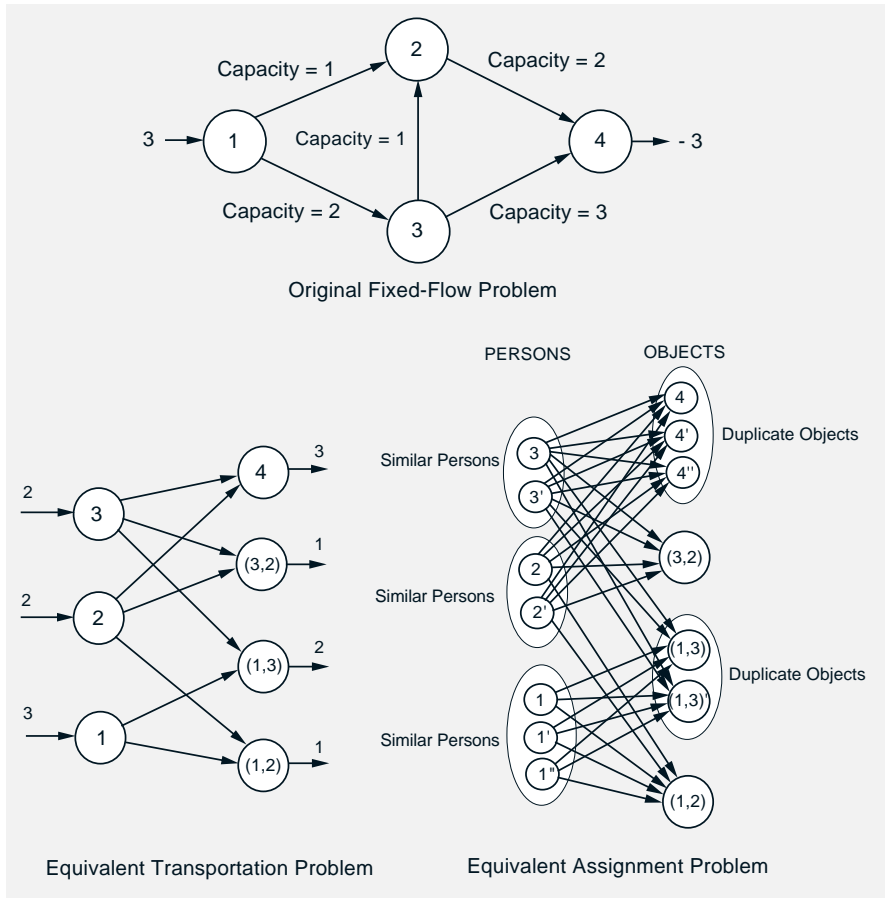 2
Capacity = 1
Capacity = 2
3
1
Capacity = 1
4
- 3
Capacity = 2
3
Capacity = 3
Original Fixed-Flow Problem
PERSONS
OBJECTS
4
3
2
3
(3,2)
1
2
2
(1,3)
2
3
1
(1,2)
1
Equivalent Transportation Problem
4
4'
4''
Duplicate Objects
Similar Persons
3
3'
(3,2)
Similar Persons
2
2'
(1,3)
(1,3)'
Duplicate Objects
Similar Persons
1
1'
1"
(1,2)
Equivalent Assignment Problem